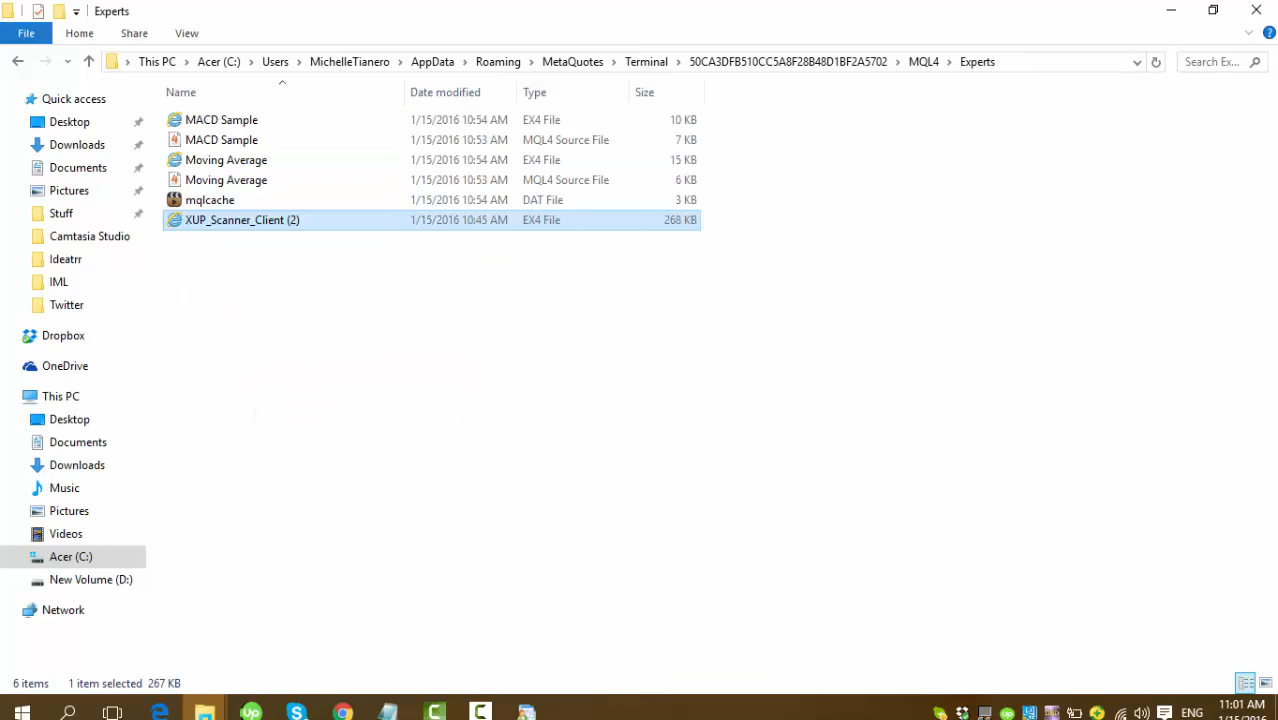 Experts
File Home Share View
This PC Acer (C:) Users MichelleTianero AppData Roaming MetaQuotes Terminal 50CA3DFB510CC5A8F28B48D1BF2A5702 MQL4 Experts Search Ex...
Name Date modified Type Size
MACD Sample 1/15/2016 10:54 AM EX4 File 10 KB
MACD Sample 1/15/2016 10:53 AM MQL4 Source File 7 KB
Moving Average 1/15/2016 10:54 AM EX4 File 15 KB
Moving Average 1/15/2016 10:53 AM MQL4 Source File 6 KB
mqlcache 1/15/2016 10:54 AM DAT File 3 KB
XUP_Scanner_Client (2) 1/15/2016 10:45 AM EX4 File 268 KB
Quick access
Desktop
Downloads
Documents
Pictures
Stuff
Camtasia Studio
Ideatrr
IML
Twitter
Dropbox
OneDrive
This PC
Desktop
Documents
Downloads
Music
Pictures
Videos
Acer (C:)
New Volume (D:)
Network
6 items 1 item selected 267 KB
ENG 11:01 AM
1/15/2016